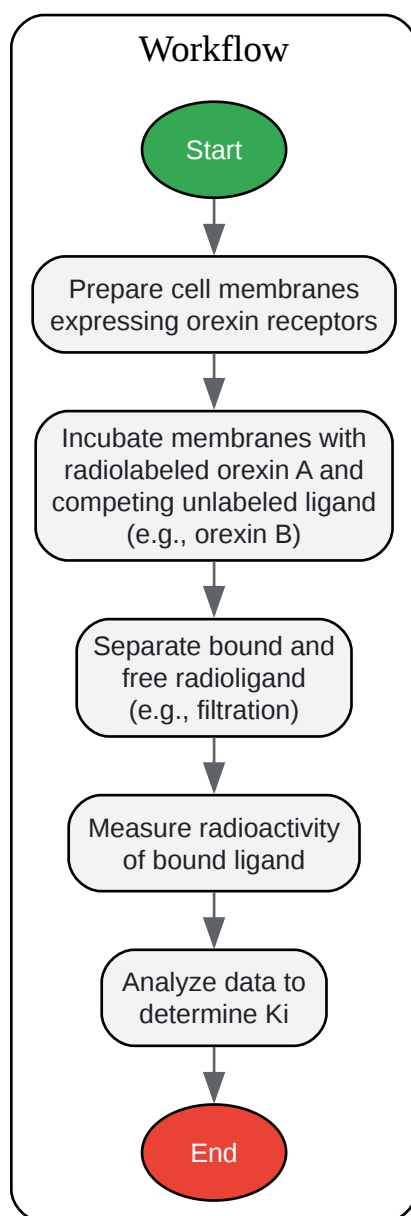 Workflow
Start
Prepare cell membranes
expressing orexin receptors
Incubate membranes with
radiolabeled orexin A and
competing unlabeled ligand
(e.g., orexin B)
Separate bound and
free radioligand
(e.g., filtration)
Measure radioactivity
of bound ligand
Analyze data to
determine Ki
End